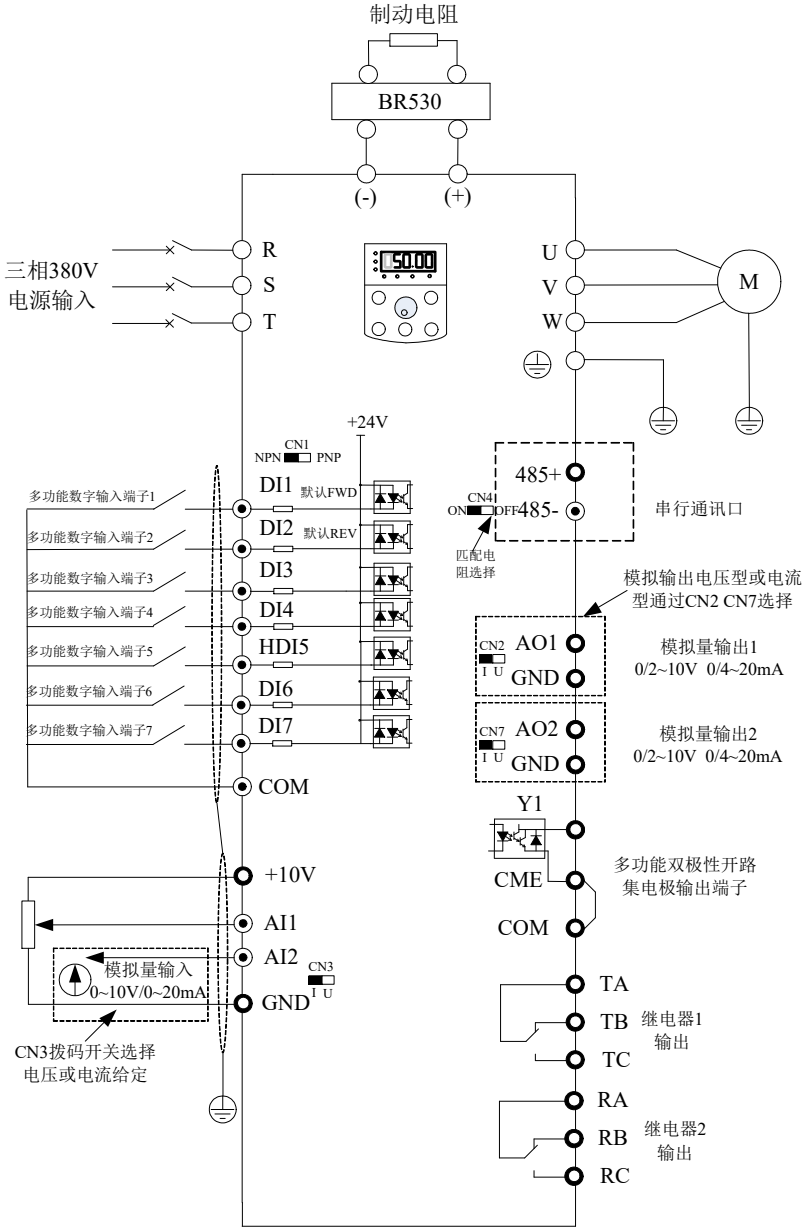 制动电阻
BR530
(-)
(+)
三相380V
电源输入
R
S
T
50.00
U
V
W
M
+24V
CN1
NPN PNP
多功能数字输入端子1
DI1 默认FWD
多功能数字输入端子2
DI2 默认REV
多功能数字输入端子3
DI3
多功能数字输入端子4
DI4
多功能数字输入端子5
HDI5
多功能数字输入端子6
DI6
多功能数字输入端子7
DI7
COM
485+
CN4
ON OFF
485-
匹配电
阻选择
串行通讯口
模拟输出电压型或电流
型通过CN2 CN7选择
CN2
I U
AO1
GND
模拟量输出1
0/2~10V 0/4~20mA
CN7
I U
AO2
GND
模拟量输出2
0/2~10V 0/4~20mA
Y1
CME
COM
多功能双极性开路
集电极输出端子
+10V
AI1
AI2
模拟量输入
0~10V/0~20mA
CN3
I U
GND
CN3拨码开关选择
电压或电流给定
TA
TB
TC
继电器1
输出
RA
RB
RC
继电器2
输出